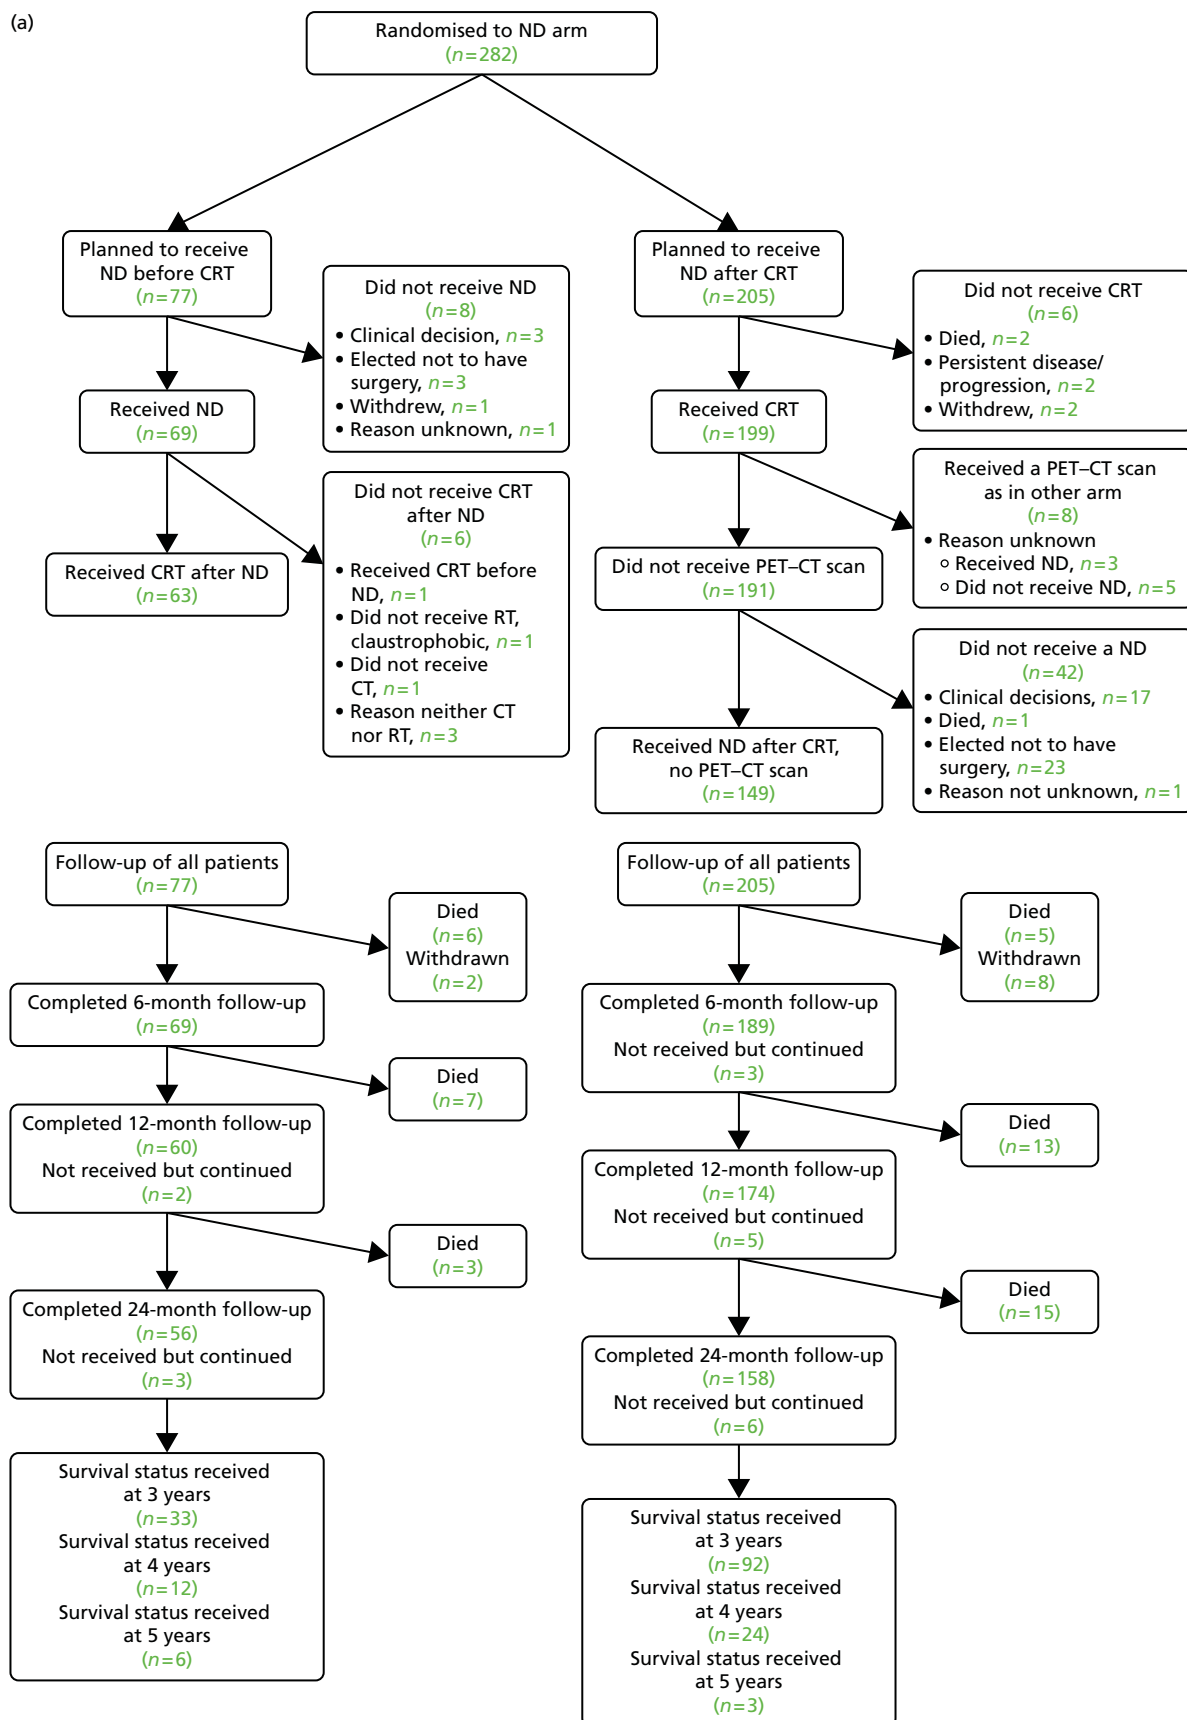 (a)
Randomised to ND arm
(n=282)
Planned to receive
ND before CRT
(n=77)
Did not receive ND
(n=8)
• Clinical decision, n=3
• Elected not to have
surgery, n=3
• Withdrew, n=1
• Reason unknown, n=1
Received ND
(n=69)
Did not receive CRT
after ND
(n=6)
• Received CRT before
ND, n=1
• Did not receive RT,
claustrophobic, n=1
• Did not receive
CT, n=1
• Reason neither CT
nor RT, n=3
Received CRT after ND
(n=63)
Planned to receive
ND after CRT
(n=205)
Did not receive CRT
(n=6)
• Died, n=2
• Persistent disease/
progression, n=2
• Withdrew, n=2
Received CRT
(n=199)
Received a PET–CT scan
as in other arm
(n=8)
• Reason unknown
○ Received ND, n=3
○ Did not receive ND, n=5
Did not receive PET–CT scan
(n=191)
Did not receive a ND
(n=42)
• Clinical decisions, n=17
• Died, n=1
• Elected not to have
surgery, n=23
• Reason not unknown, n=1
Received ND after CRT,
no PET–CT scan
(n=149)
Follow-up of all patients
(n=77)
Died
(n=6)
Withdrawn
(n=2)
Completed 6-month follow-up
(n=69)
Died
(n=7)
Completed 12-month follow-up
(n=60)
Not received but continued
(n=2)
Died
(n=3)
Completed 24-month follow-up
(n=56)
Not received but continued
(n=3)
Survival status received
at 3 years
(n=33)
Survival status received
at 4 years
(n=12)
Survival status received
at 5 years
(n=6)
Follow-up of all patients
(n=205)
Died
(n=5)
Withdrawn
(n=8)
Completed 6-month follow-up
(n=189)
Not received but continued
(n=3)
Died
(n=13)
Completed 12-month follow-up
(n=174)
Not received but continued
(n=5)
Died
(n=15)
Completed 24-month follow-up
(n=158)
Not received but continued
(n=6)
Survival status received
at 3 years
(n=92)
Survival status received
at 4 years
(n=24)
Survival status received
at 5 years
(n=3)